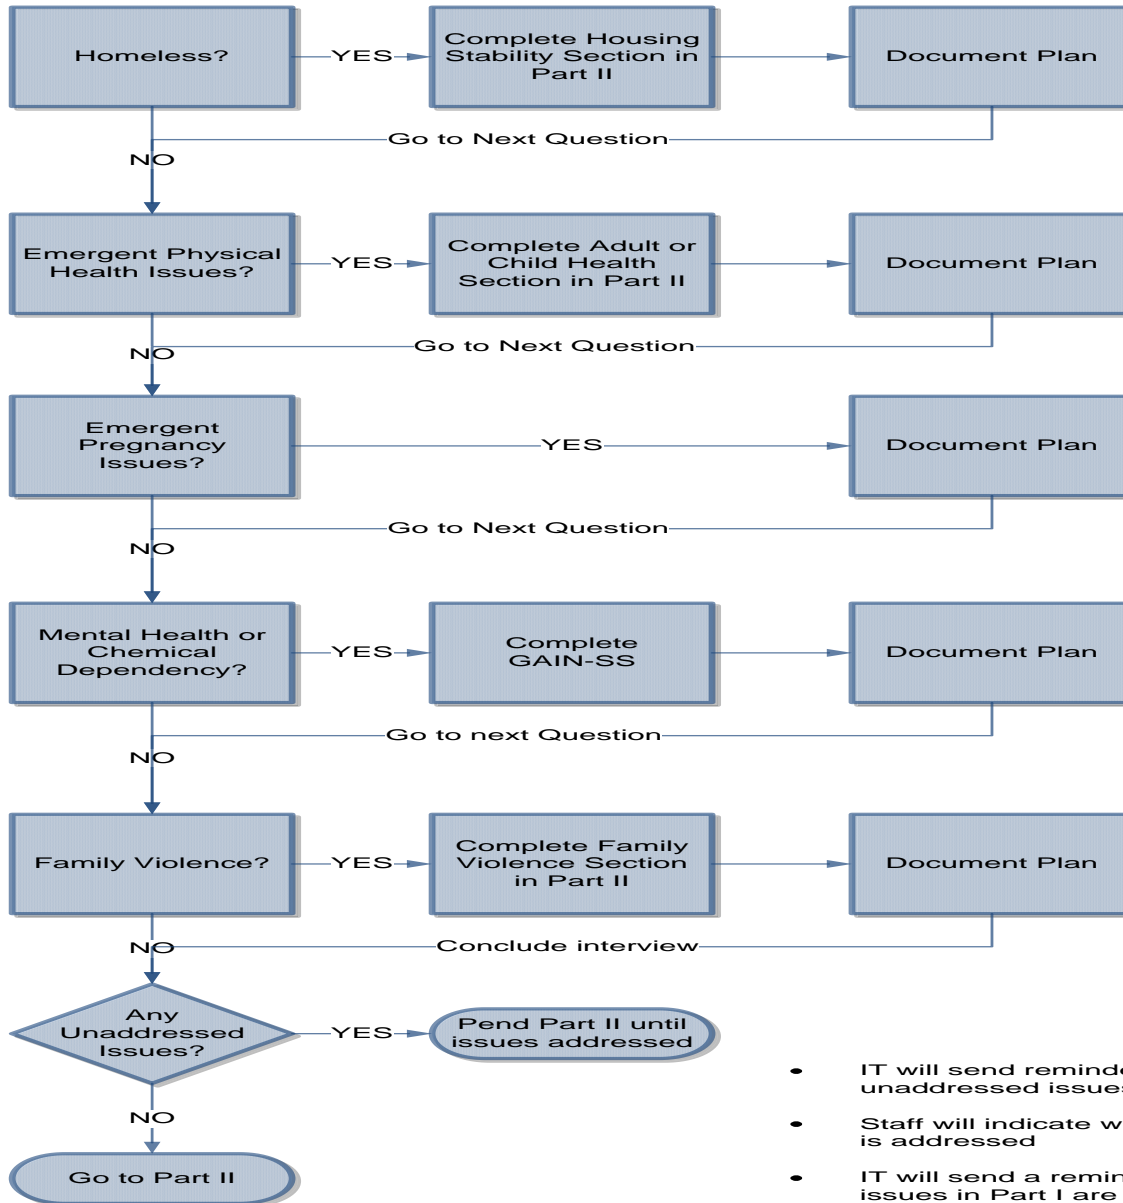 Homeless?
YES
Complete Housing
Stability Section in
Part II
Document Plan
Go to Next Question
NO
Emergent Physical
Health Issues?
YES
Complete Adult or
Child Health
Section in Part II
Document Plan
Go to Next Question
NO
Emergent
Pregnancy
Issues?
YES
Document Plan
Go to Next Question
NO
Mental Health or
Chemical
Dependency?
YES
Complete
GAIN-SS
Document Plan
Go to next Question
NO
Family Violence?
YES
Complete Family
Violence Section
in Part II
Document Plan
NO
Conclude interview
Any
Unaddressed
Issues?
YES
Pend Part II until
issues addressed
NO
Go to Part II
• IT will send
unaddressed
• Staff will indicate
is addressed
• IT will send a
issues in Part I are